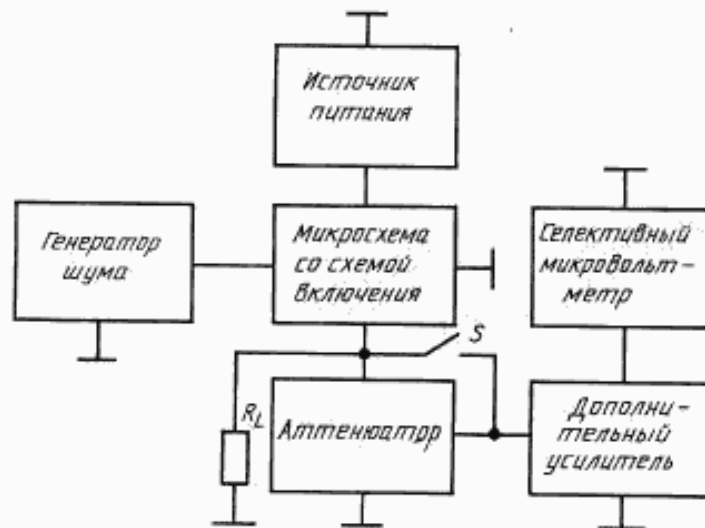 Источник
питания
Генератор
шума
Микросхема
со схемой
включения
Селективный
микровольт-
метр
S
R_L
Аттенюатор
Дополни-
тельный
усилитель